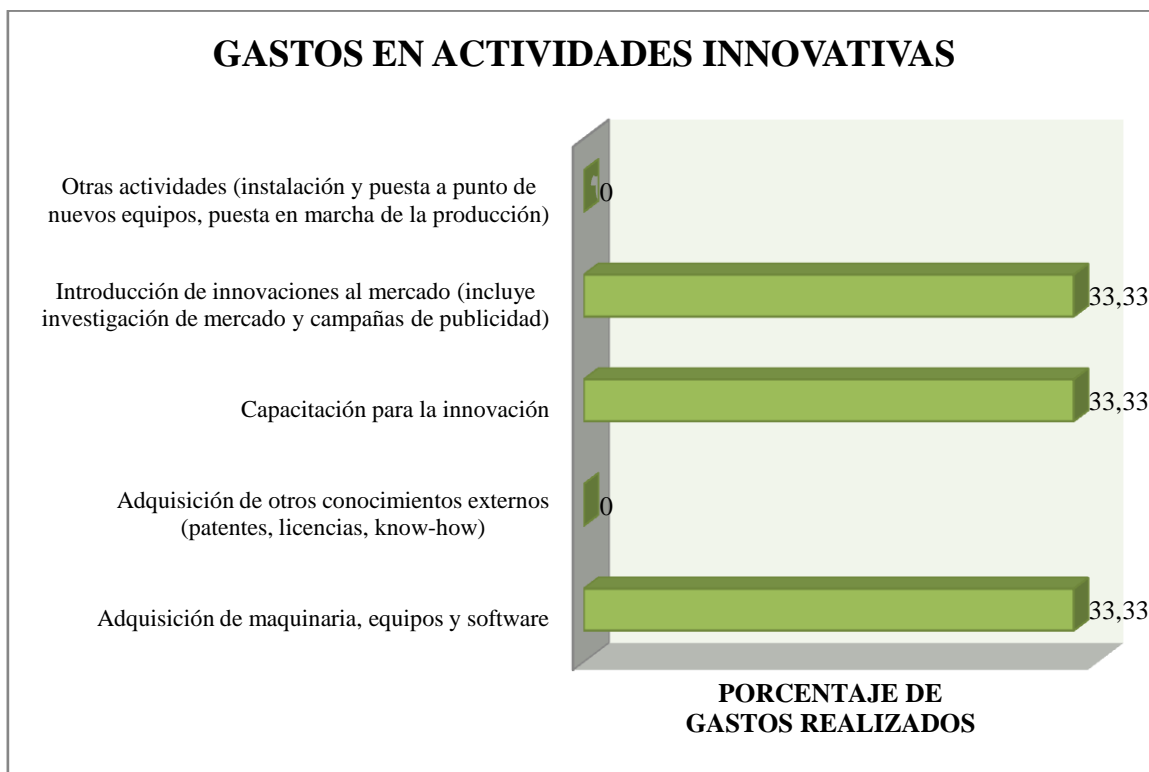 GASTOS EN ACTIVIDADES INNOVATIVAS
Otras actividades (instalación y puesta a punto de
nuevos equipos, puesta en marcha de la producción)
0
Introducción de innovaciones al mercado (incluye
investigación de mercado y campañas de publicidad)
33,33
Capacitación para la innovación
33,33
Adquisición de otros conocimientos externos
(patentes, licencias, know-how)
0
Adquisición de maquinaria, equipos y software
33,33
PORCENTAJE DE
GASTOS REALIZADOS